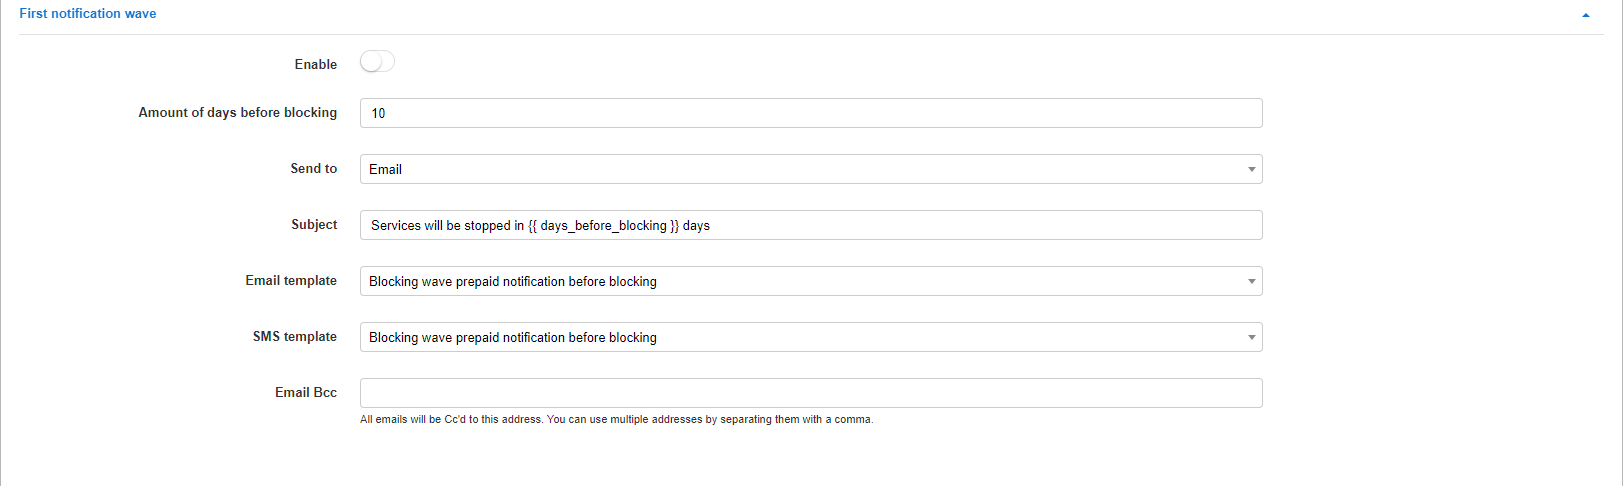 First notification wave
Enable
Amount of days before blocking
10
Send to
Email
Subject
Services will be stopped in {{ days_before_blocking }} days
Email template
Blocking wave prepaid notification before blocking
SMS template
Blocking wave prepaid notification before blocking
Email Bcc
All emails will be Cc'd to this address. You can use multiple addresses by separating them with a comma.